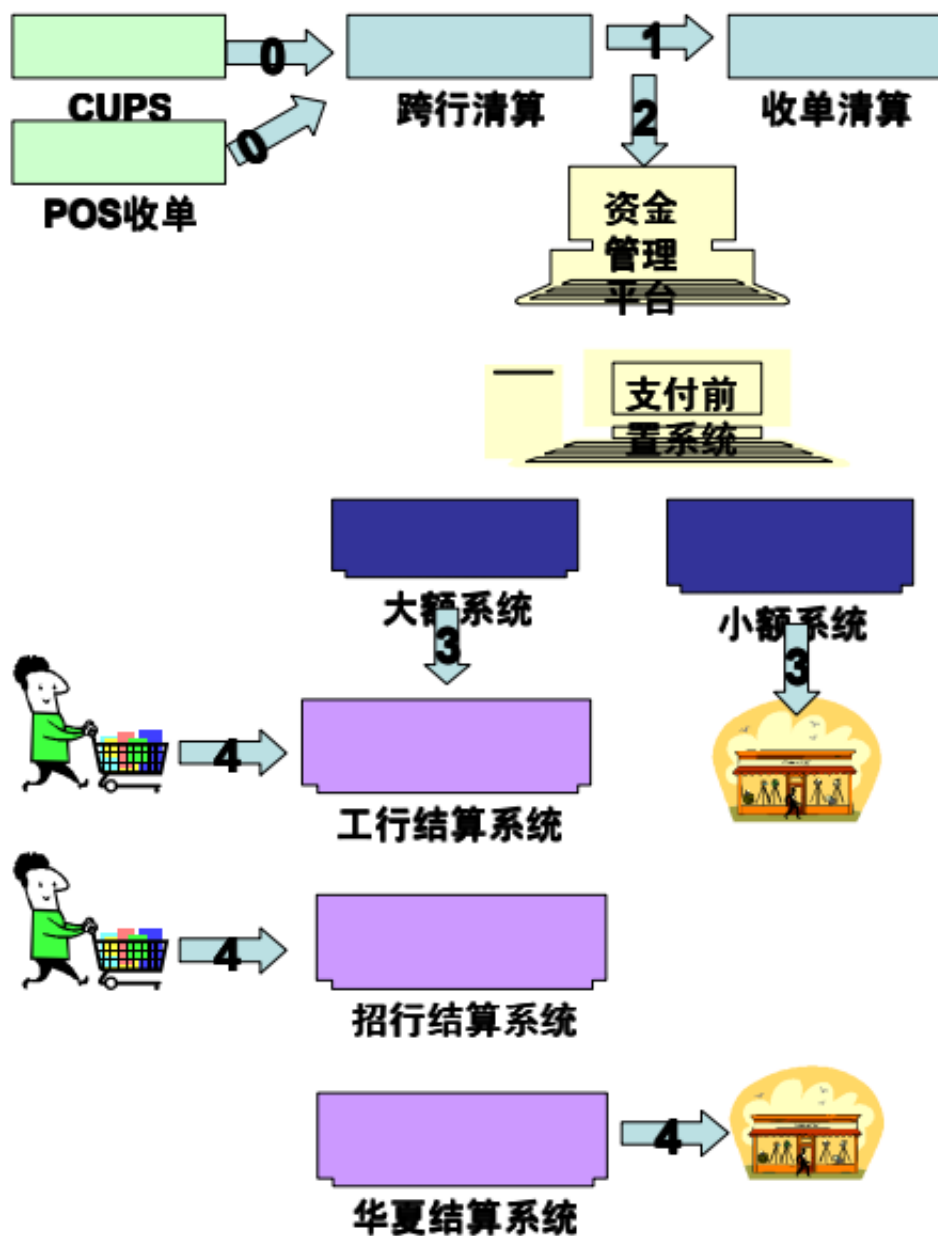 0
1
CUPS
跨行清算
收单清算
0
2
POS收单
资金
管理
平台
支付前
置系统
大额系统
小额系统
3
3
4
工行结算系统
4
招行结算系统
4
华夏结算系统